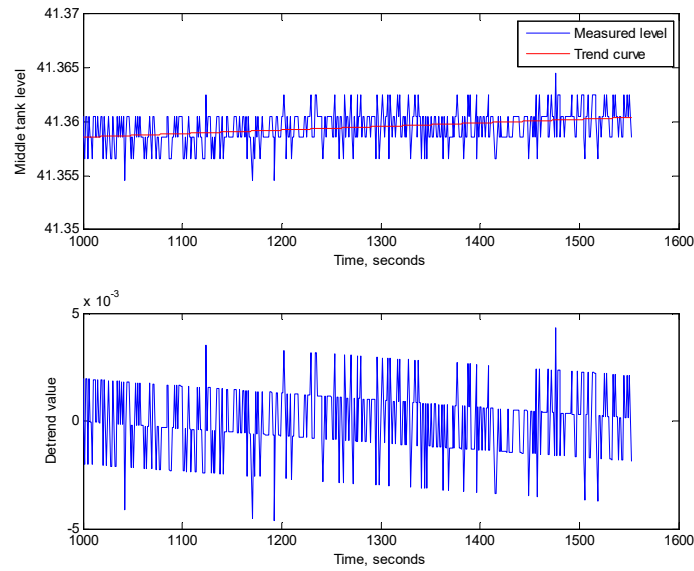 41.37
Measured level
Trend curve
41.365
41.36
41.355
41.35
Middle tank level
1000 1100 1200 1300 1400 1500 1600
Time, seconds
x 10-3
5
0
-5
Detrend value
1000 1100 1200 1300 1400 1500 1600
Time, seconds